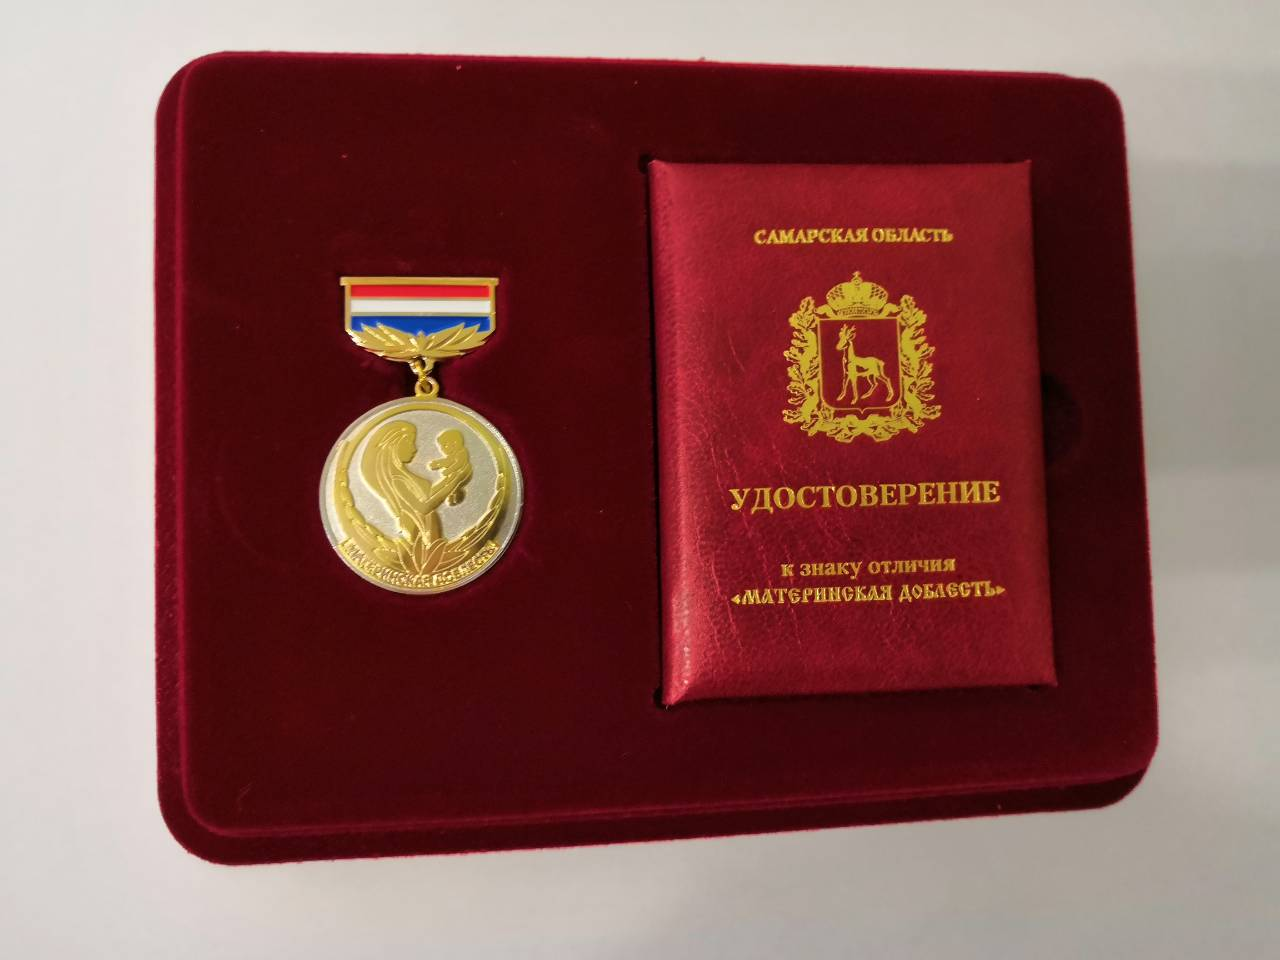 МАТЕРИНСКАЯ ДОБЛЕСТЬ
САМАРСКАЯ ОБЛАСТЬ
УДОСТОВЕРЕНИЕ
к знаку отличия
«МАТЕРИНСКАЯ ДОБЛЕСТЬ»